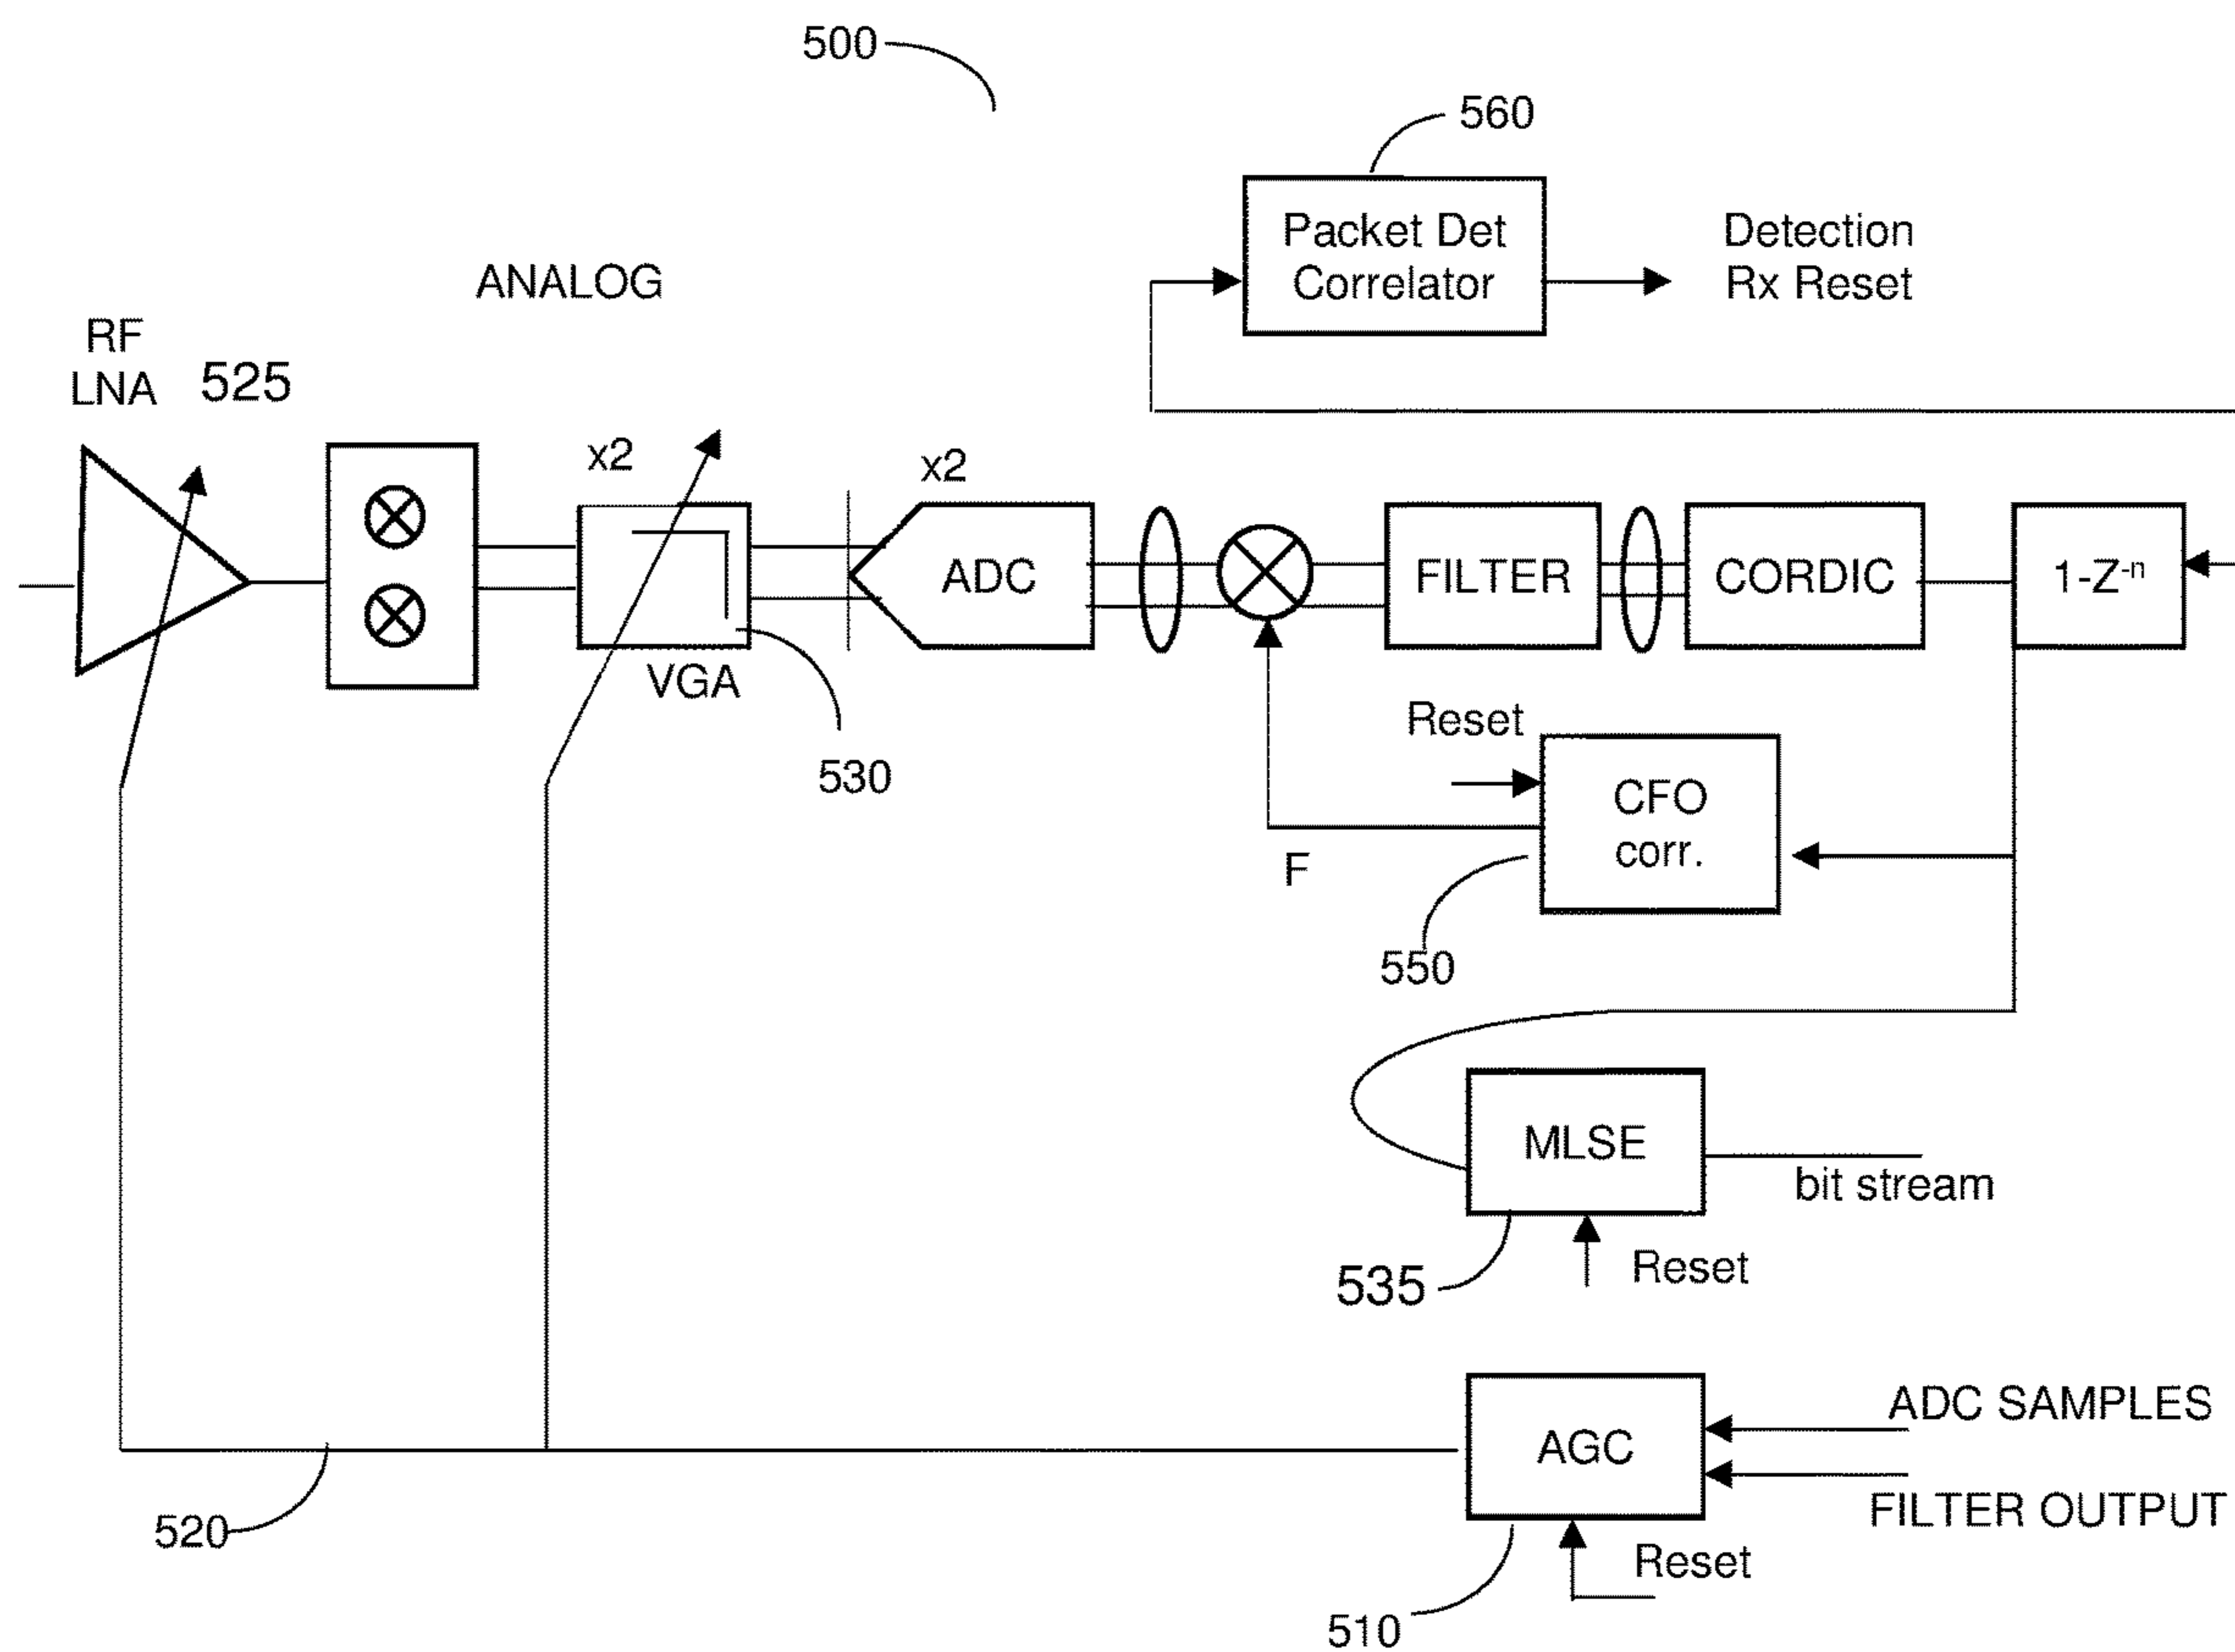 500
560
Packet Det
Correlator
Detection
Rx Reset
ANALOG
RF
LNA
525
x2
x2
ADC
FILTER
CORDIC
1-Z⁻ⁿ
VGA
530
Reset
CFO
corr.
F
550
MLSE
bit stream
535
Reset
AGC
ADC SAMPLES
FILTER OUTPUT
520
Reset
510